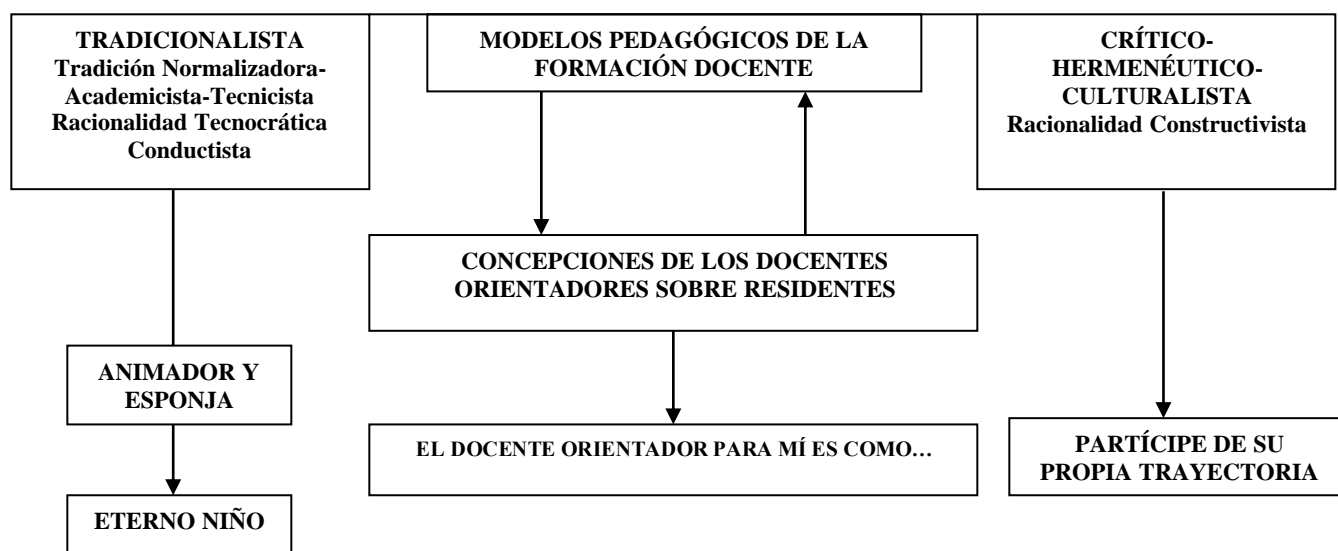 TRADICIONALISTA
Tradición Normalizadora-
Academicista-Tecnicista
Racionalidad Tecnocrática
Conductista
MODELOS PEDAGÓGICOS DE LA
FORMACIÓN DOCENTE
CRÍTICO-
HERMENÉUTICO-
CULTURALISTA
Racionalidad Constructivista
CONCEPCIONES DE LOS DOCENTES
ORIENTADORES SOBRE RESIDENTES
ANIMADOR Y
ESPONJA
EL DOCENTE ORIENTADOR PARA MÍ ES COMO…
PARTÍCIPE DE SU
PROPIA TRAYECTORIA
ETERNO NIÑO